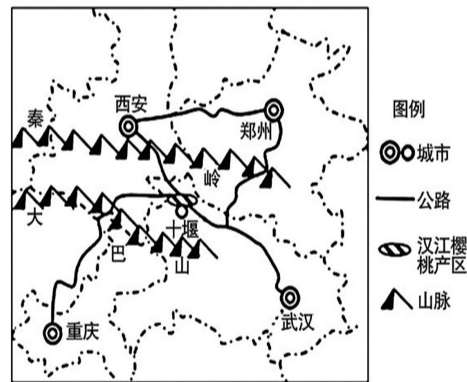 西安
郑州
秦
岭
大
巴
山
十堰
重庆
武汉
图例
城市
公路
汉江樱
桃产区
山脉